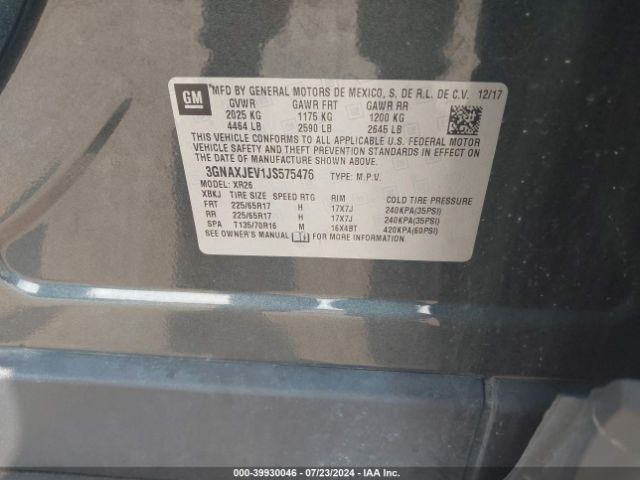 GM
MFD BY GENERAL MOTORS DE MEXICO, S. DE R.L. DE C.V. 12/17
GVWR GAWR FRT GAWR RR
2025 KG 1175 KG 1200 KG
4464 LB 2590 LB 2645 LB
THIS VEHICLE CONFORMS TO ALL APPLICABLE U.S. FEDERAL MOTOR
VEHICLE SAFETY, BUMPER, AND THEFT PREVENTION STANDARDS IN
EFFECT ON THE DATE OF MANUFACTURE SHOWN ABOVE.
3GNAXJEV1JS575476 TYPE: M.P.V.
MODEL: XR26
XBKJ TIRE SIZE SPEED RTG RIM COLD TIRE PRESSURE
FRT 225/65R17 H 17X7J 240KPA(35PSI)
RR 225/65R17 H 17X7J 240KPA(35PSI)
SPA T135/70R16 M 16X4BT 420KPA(60PSI)
SEE OWNER'S MANUAL FOR MORE INFORMATION.
000-39930046 - 07/23/2024 - IAA Inc.